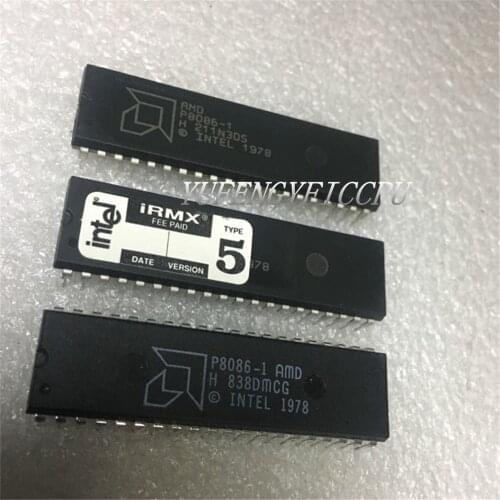 AMD
P8086-1
H 211N3DS
© INTEL 1978
YUFENGYEICCPU
intel
iRMX®
FEE PAID
DATE VERSION
TYPE
5
978
P8086-1 AMD
H 838DMCG
© INTEL 1978